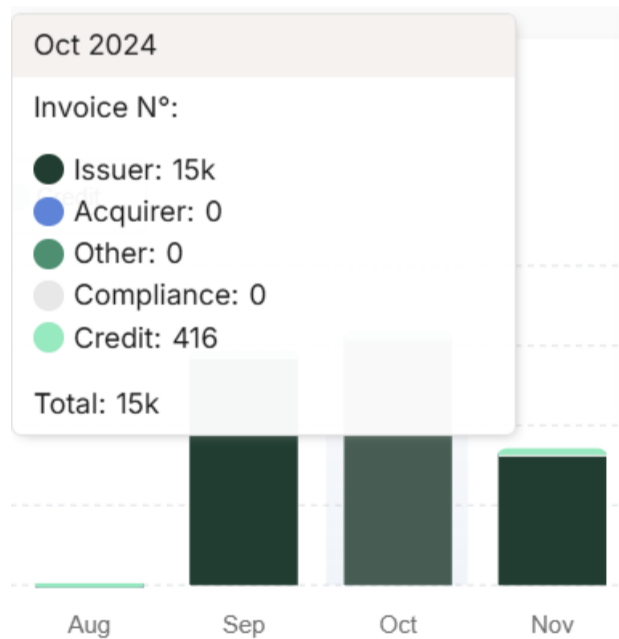 Oct 2024
Invoice N°:
Issuer: 15k
Acquirer: 0
Other: 0
Compliance: 0
Credit: 416
Total: 15k
Aug Sep Oct Nov